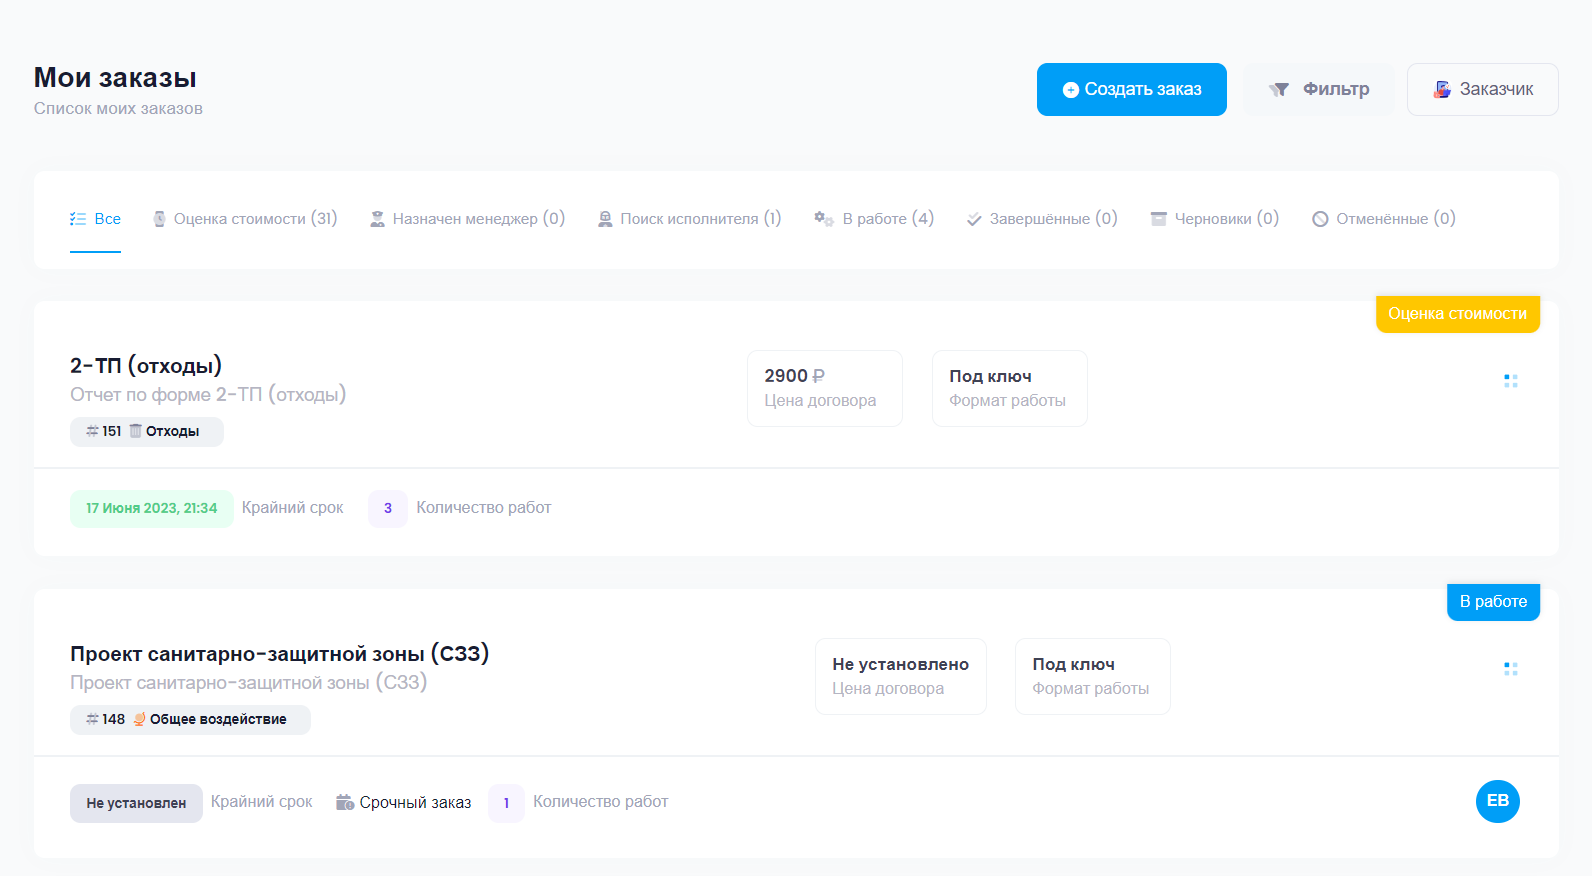 Мои заказы
Список моих заказов
Создать заказ
Фильтр
Заказчик
Все
Оценка стоимости (31)
Назначен менеджер (0)
Поиск исполнителя (1)
В работе (4)
Завершённые (0)
Черновики (0)
Отменённые (0)
Оценка стоимости
2-ТП (отходы)
Отчет по форме 2-ТП (отходы)
# 151 Отходы
2900 ₽
Цена договора
Под ключ
Формат работы
17 Июня 2023, 21:34 Крайний срок
3 Количество работ
В работе
Проект санитарно-защитной зоны (СЗЗ)
Проект санитарно-защитной зоны (СЗЗ)
# 148 Общее воздействие
Не установлено
Цена договора
Под ключ
Формат работы
Не установлен Крайний срок
Срочный заказ
1 Количество работ
ЕВ